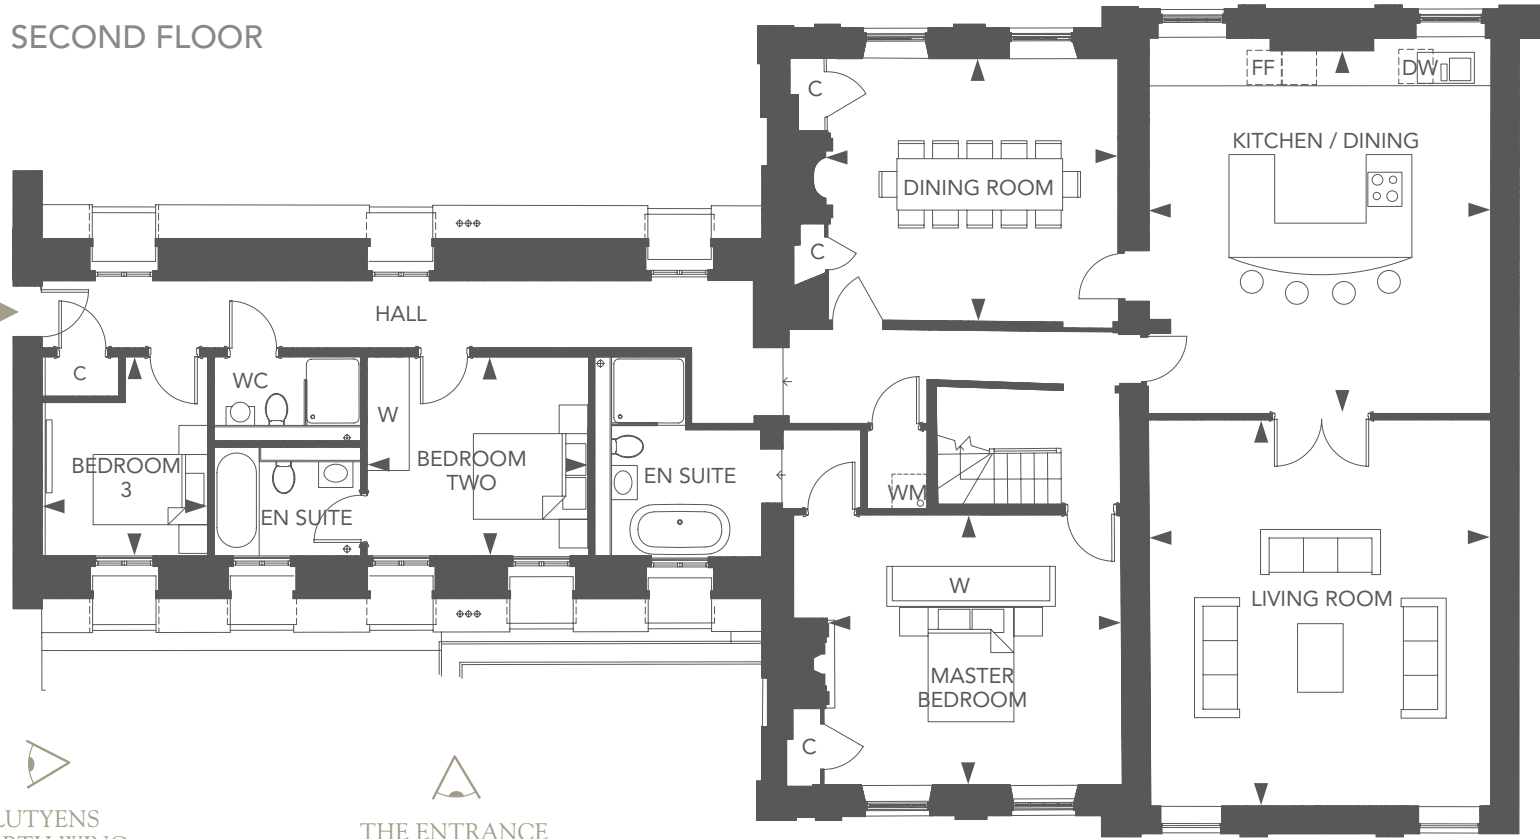 SECOND FLOOR
C
FF
DW
KITCHEN / DINING
DINING ROOM
C
HALL
C
WC
W
BEDROOM
3
EN SUITE
BEDROOM
TWO
EN SUITE
WM
W
LIVING ROOM
MASTER
BEDROOM
C
LUTYENS
THE ENTRANCE